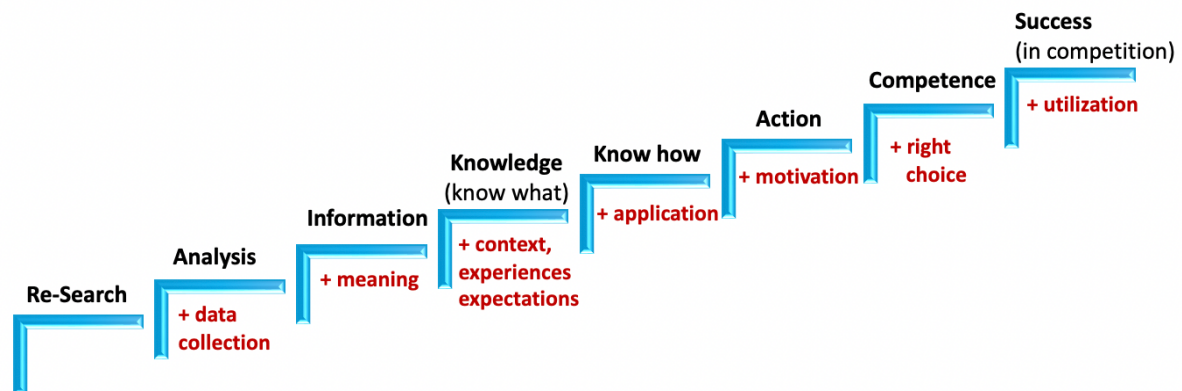 Re-Search
Analysis
+ data
collection
Information
+ meaning
Knowledge
(know what)
+ context,
experiences
expectations
Know how
+ application
Action
+ motivation
Competence
+ right
choice
Success
(in competition)
+ utilization